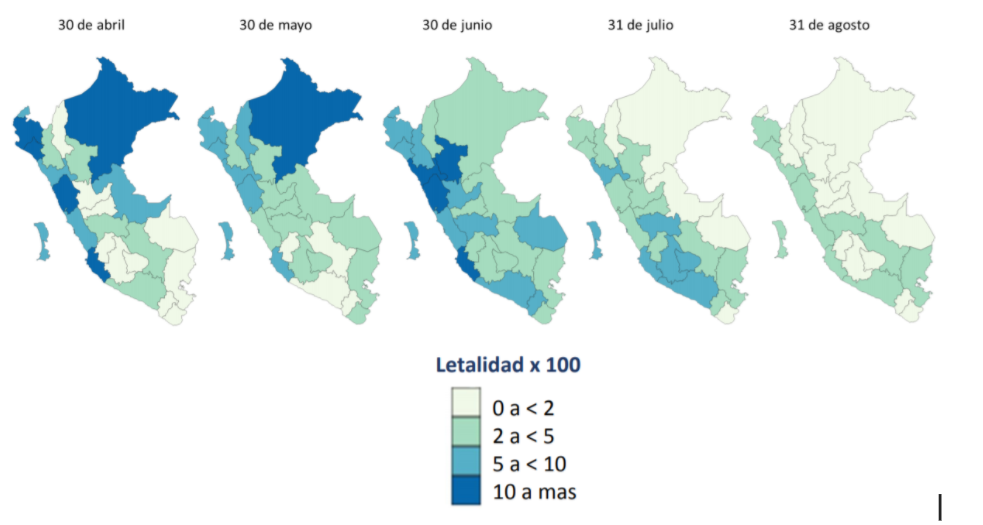 30 de abril
30 de mayo
30 de junio
31 de julio
31 de agosto
Letalidad x 100
0 a < 2
2 a < 5
5 a < 10
10 a mas